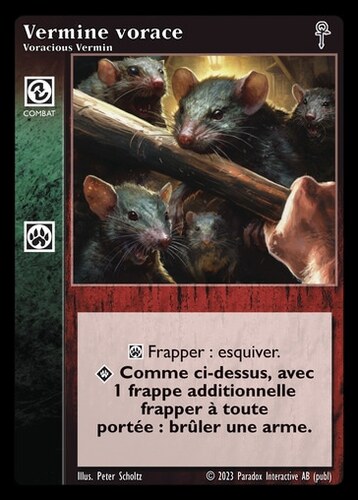 Vermine vorace
Voracious Vermin
COMBAT
Frapper : esquiver.
Comme ci-dessus, avec
1 frappe additionnelle
frapper à toute
portée : brûler une arme.
Illus. Peter Scholtz © 2023 Paradox Interactive AB (publ)